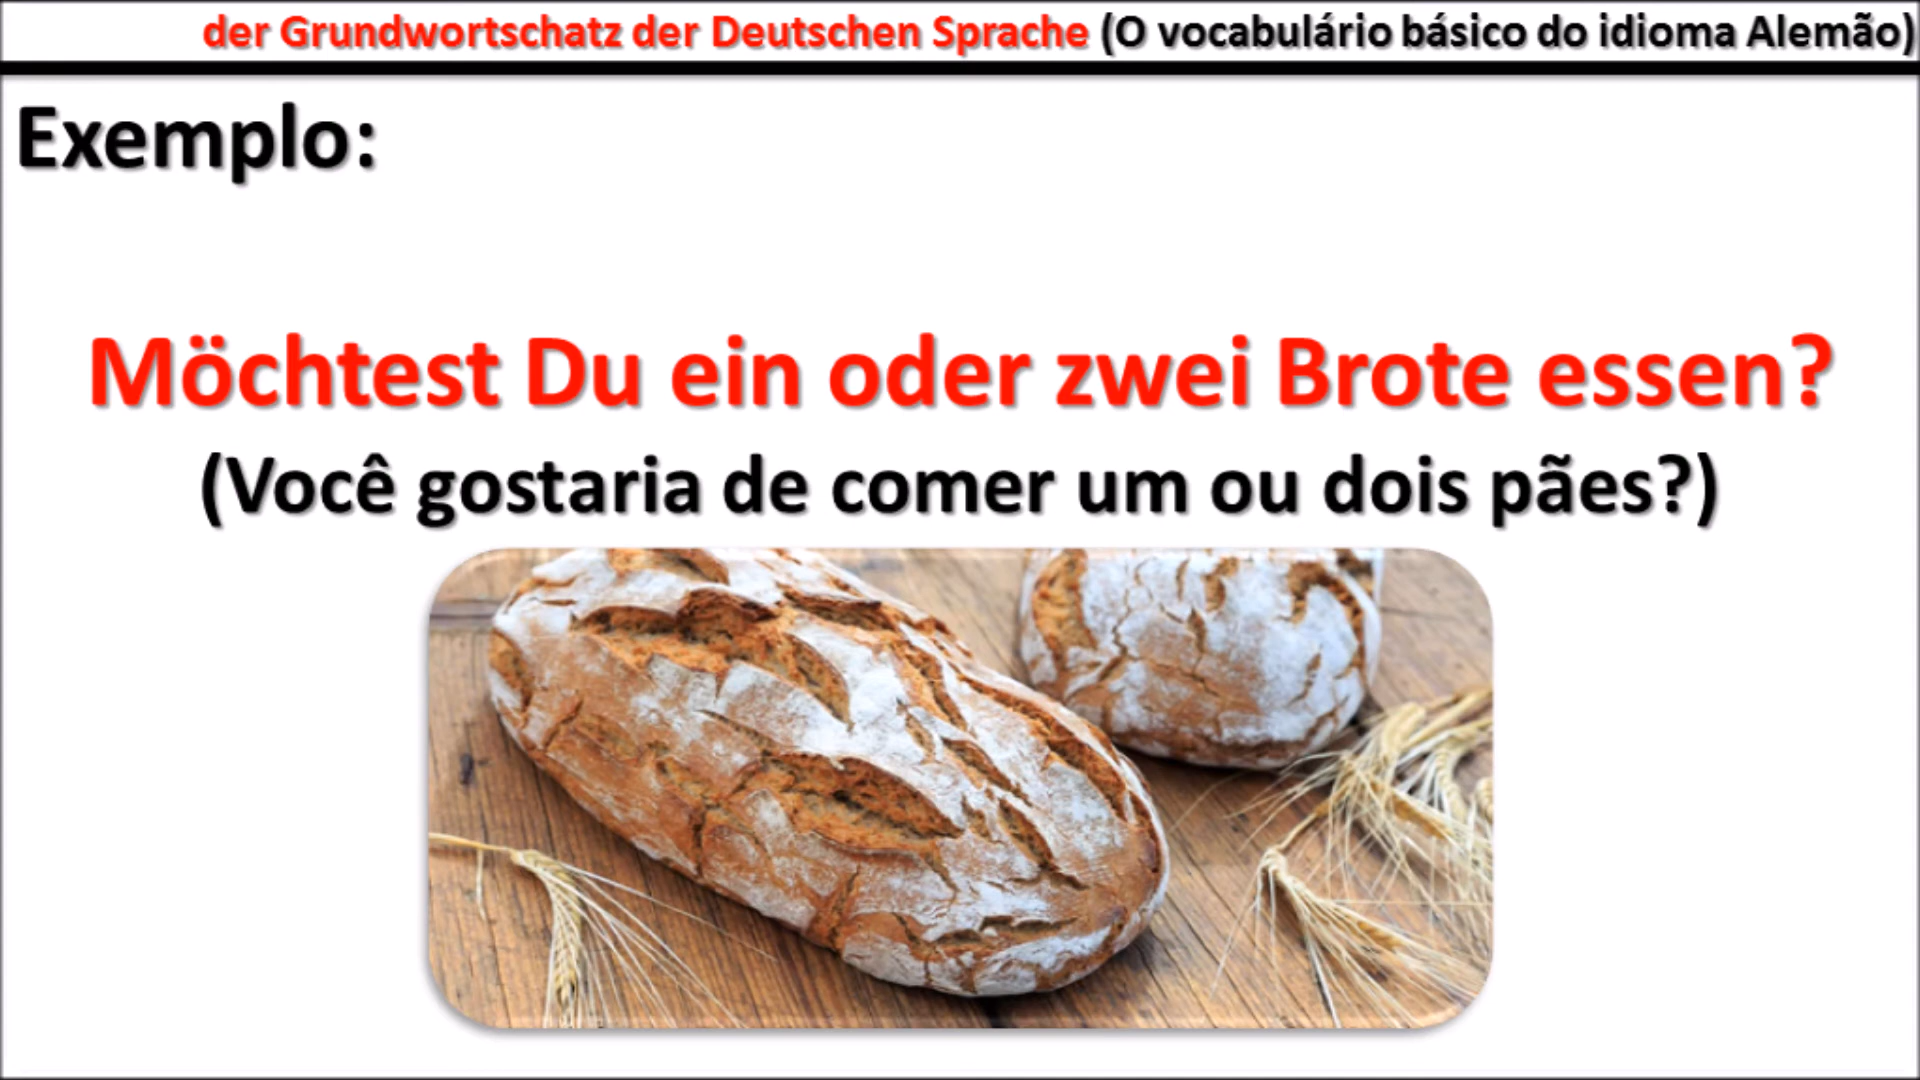 der Grundwortschatz der Deutschen Sprache (O vocabulário básico do idioma Alemão)
Exemplo:
Möchtest Du ein oder zwei Brote essen?
(Você gostaria de comer um ou dois pães?)